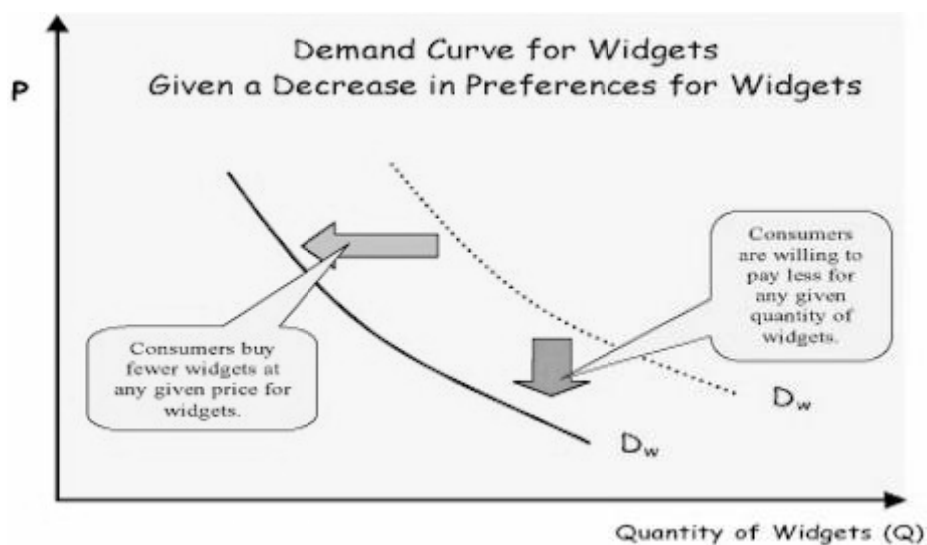 Demand Curve for Widgets
Given a Decrease in Preferences for Widgets
P
Consumers
are willing to
pay less for
any given
quantity of
widgets.
Consumers buy
fewer widgets at
any given price for
widgets.
Dw
Dw
Quantity of Widgets (Q)